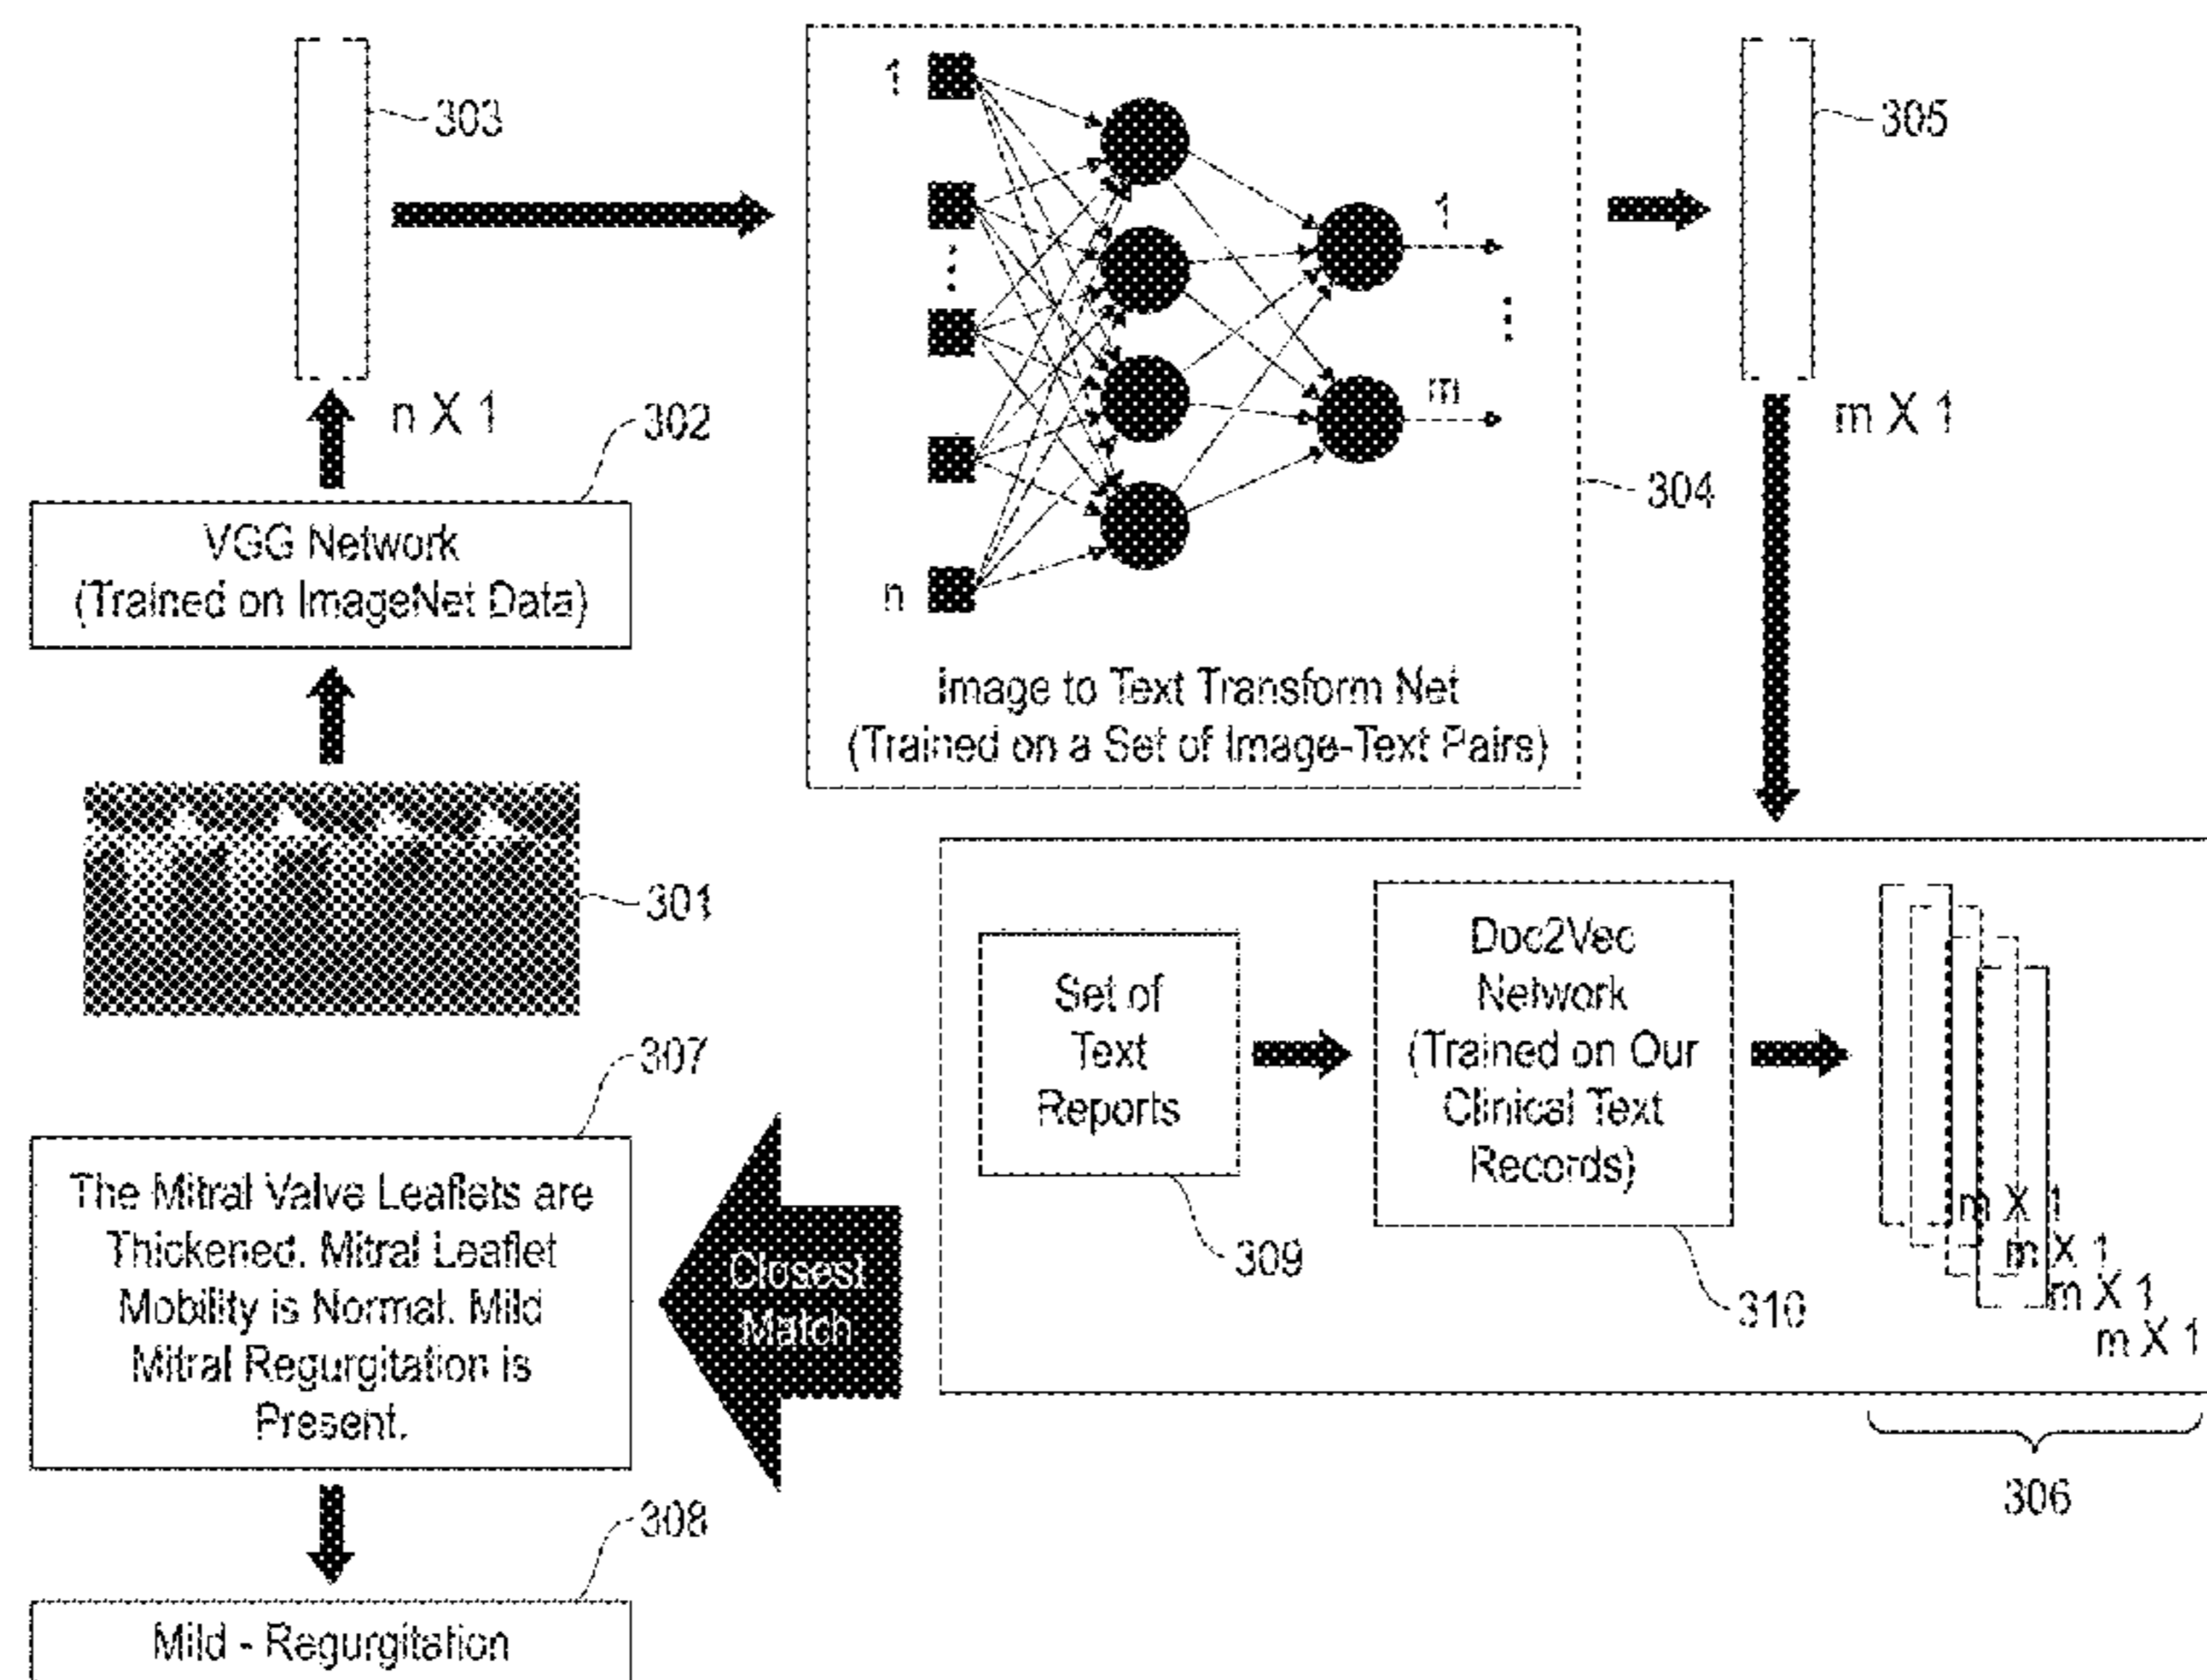 303
n X 1
302
VGG Network
(Trained on ImageNet Data)
301
1
n
1
m
Image to Text Transform Net
(Trained on a Set of Image-Text Pairs)
304
305
m X 1
Set of
Text
Reports
309
Doc2Vec
Network
(Trained on Our
Clinical Text
Records)
310
m X 1
m X 1
m X 1
m X 1
306
Closest
Match
307
The Mitral Valve Leaflets are
Thickened. Mitral Leaflet
Mobility is Normal. Mild
Mitral Regurgitation is
Present.
308
Mild - Regurgitation